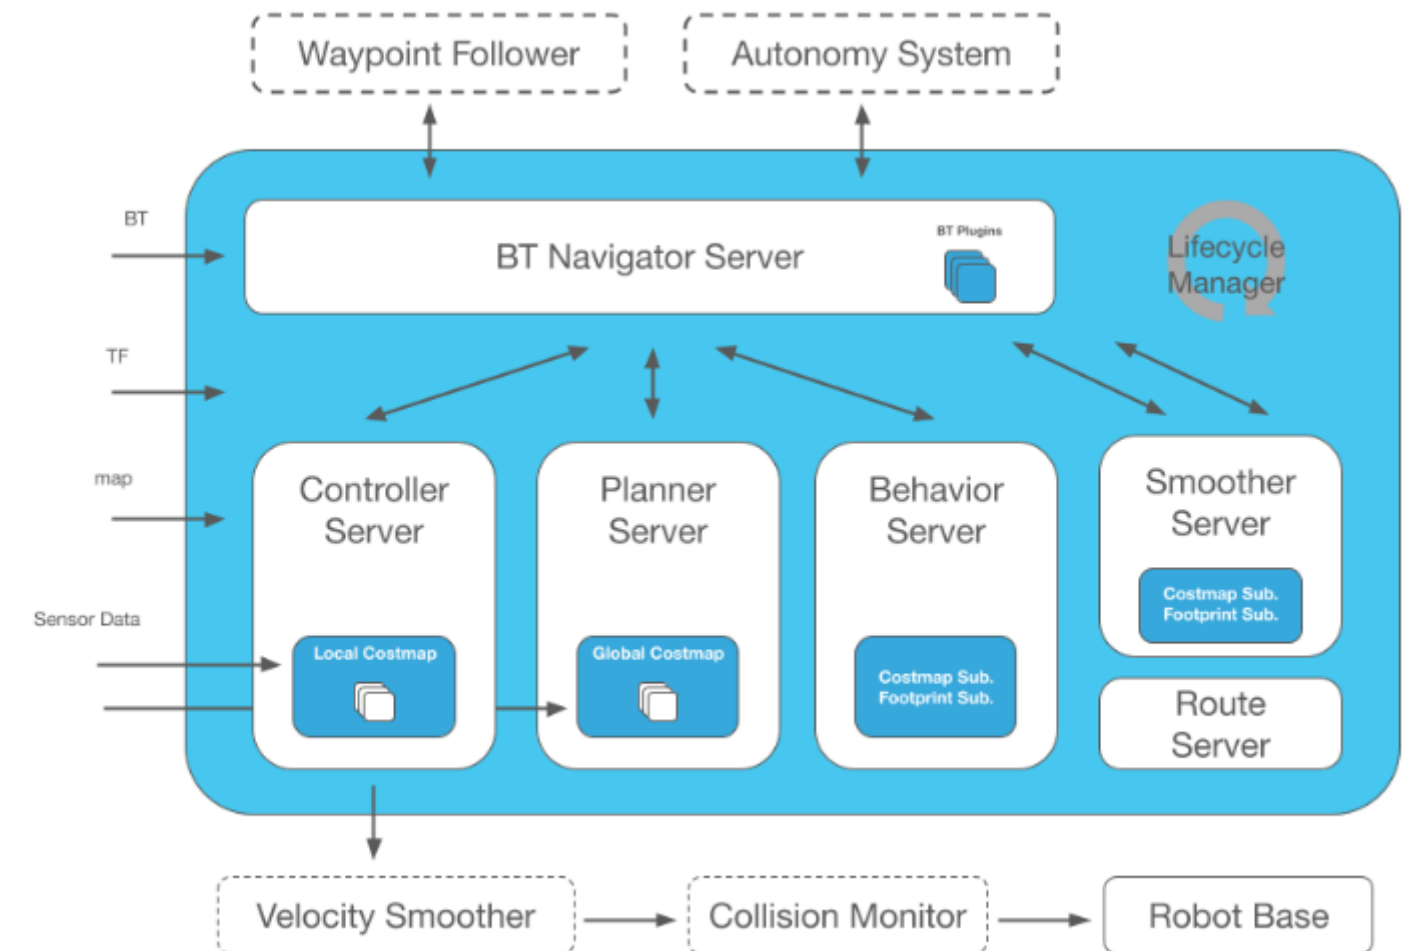 Waypoint Follower
Autonomy System
BT
BT Navigator Server
BT Plugins
Lifecycle
Manager
TF
map
Sensor Data
Controller
Server
Local Costmap
Planner
Server
Global Costmap
Behavior
Server
Costmap Sub.
Footprint Sub.
Smoother
Server
Costmap Sub.
Footprint Sub.
Route
Server
Velocity Smoother
Collision Monitor
Robot Base